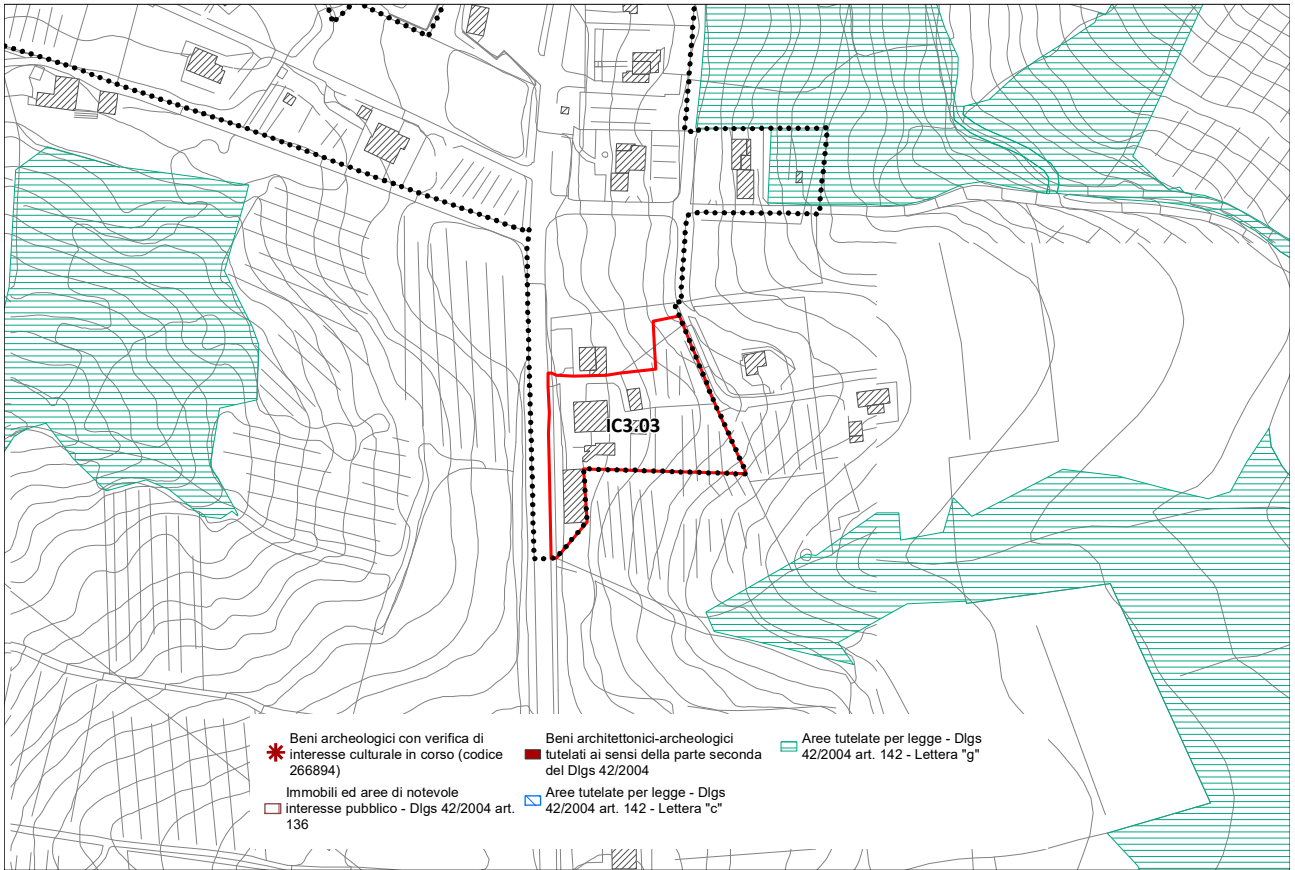 IC3.03
Beni archeologici con verifica di
interesse culturale in corso (codice
266894)
Immobili ed aree di notevole
interesse pubblico - Dlgs 42/2004 art.
136
Beni architettonici-archeologici
tutelati ai sensi della parte seconda
del Dlgs 42/2004
Aree tutelate per legge - Dlgs
42/2004 art. 142 - Lettera "c"
Aree tutelate per legge - Dlgs
42/2004 art. 142 - Lettera "g"